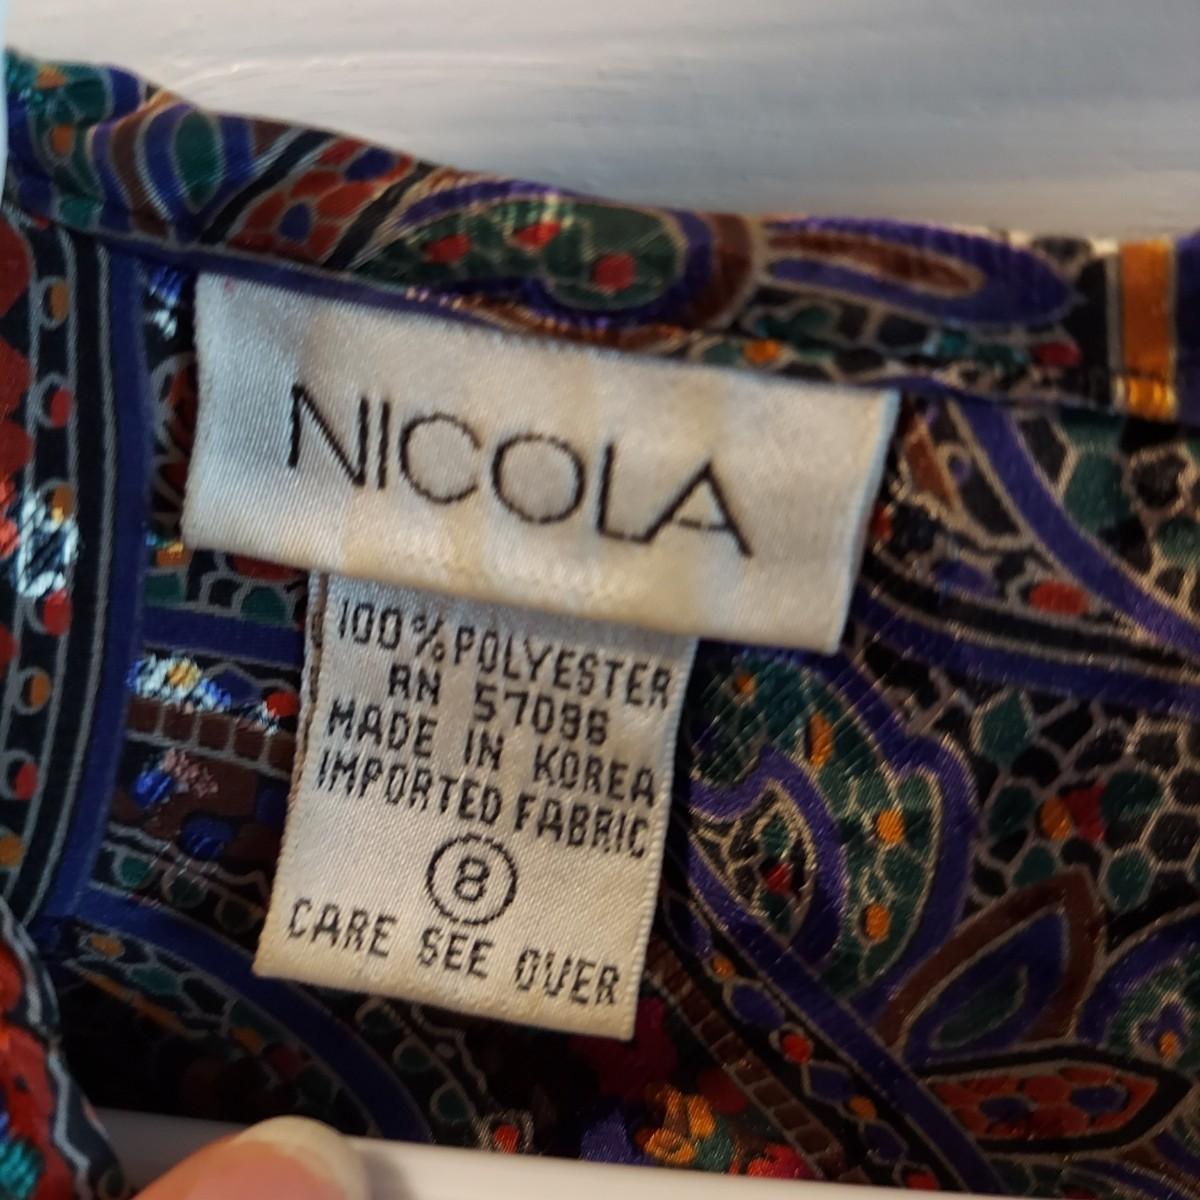 NICOLA
100% POLYESTER
RN 57086
MADE IN KOREA
IMPORTED FABRIC
8
CARE SEE OVER